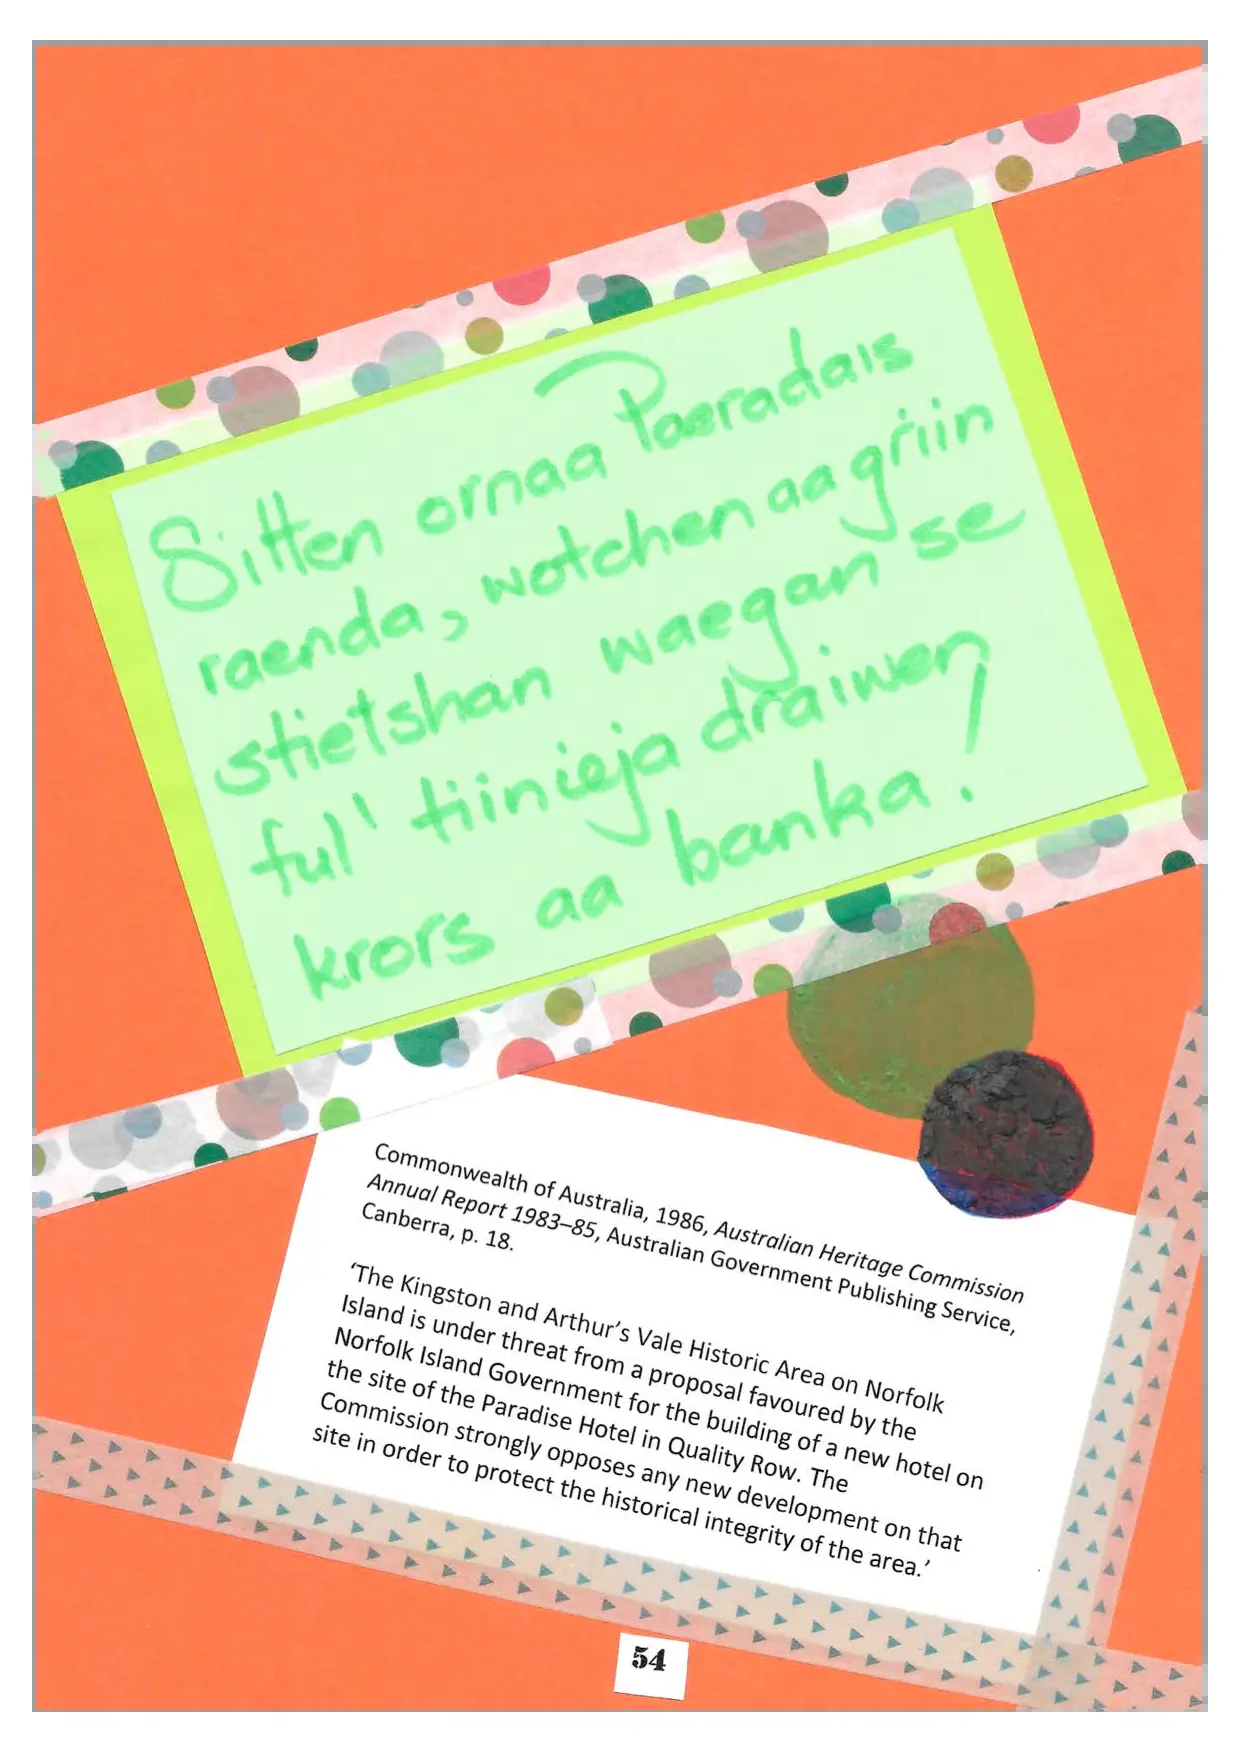 Sitten ornaa Paeradais
raenda, wotchen aa griin
stietshan waegan se
ful' tiinieja draiwen
krors aa banka!
Commonwealth of Australia, 1986, Australian Heritage Commission
Annual Report 1983–85, Australian Government Publishing Service,
Canberra, p. 18.
‘The Kingston and Arthur’s Vale Historic Area on Norfolk
Island is under threat from a proposal favoured by the
Norfolk Island Government for the building of a new hotel on
the site of the Paradise Hotel in Quality Row. The
Commission strongly opposes any new development on that
site in order to protect the historical integrity of the area.’
54